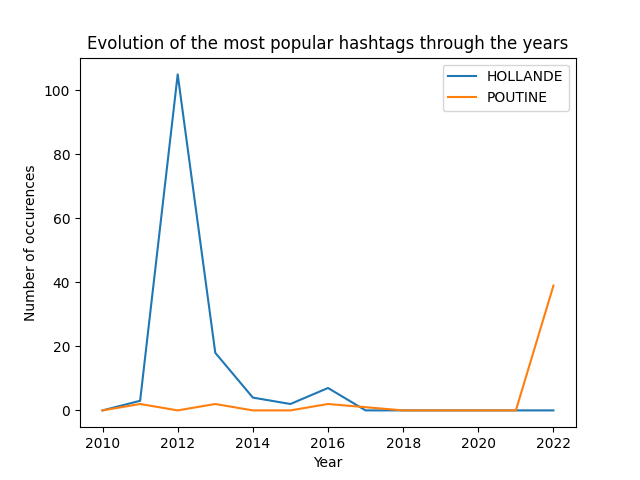 Evolution of the most popular hashtags through the years
HOLLANDE
POUTINE
Number of occurences
100
80
60
40
20
0
2010 2012 2014 2016 2018 2020 2022
Year